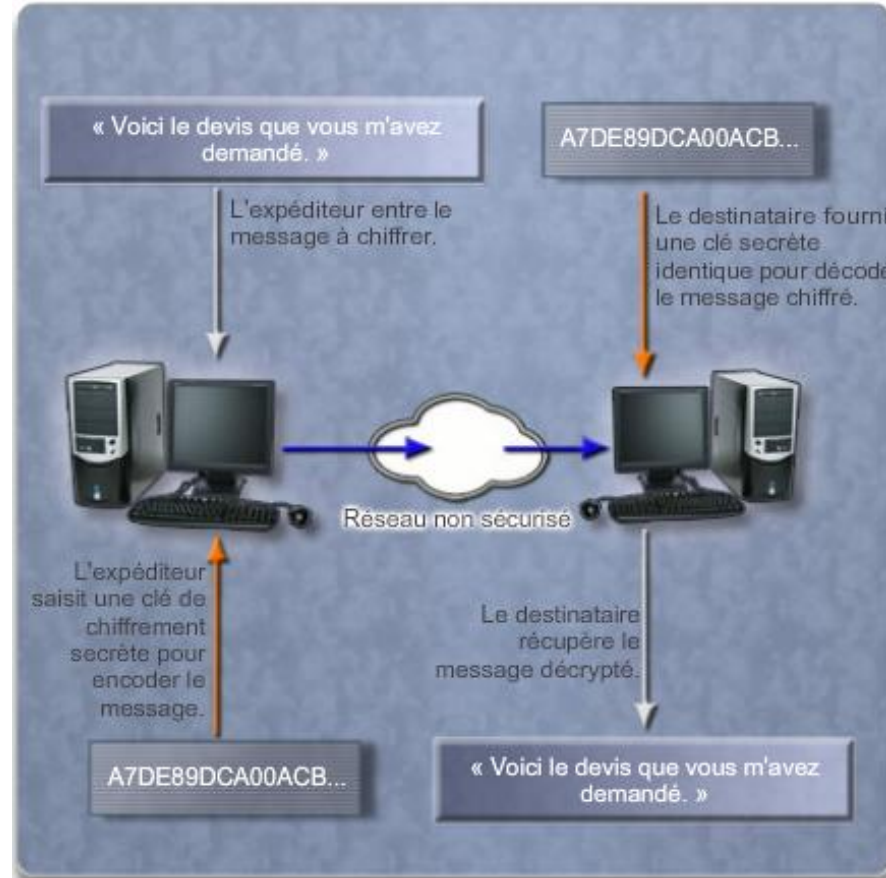 « Voici le devis que vous m'avez
demandé. »
A7DE89DCA00ACB...
L'expéditeur entre le
message à chiffrer.
Le destinataire fourni
une clé secrète
identique pour décode
le message chiffré.
Réseau non sécurisé
L'expéditeur
saisit une clé de
chiffrement
secrète pour
encoder le
message.
Le destinataire
récupère le
message décrypté.
A7DE89DCA00ACB...
« Voici le devis que vous m'avez
demandé. »